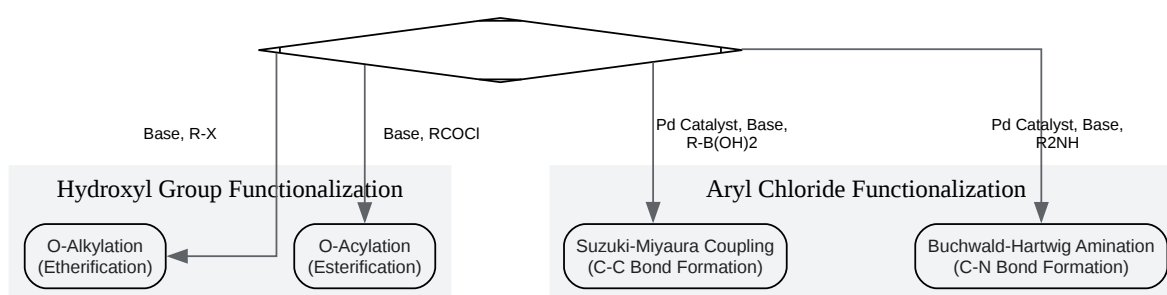 Base, R-X
Base, RCOCl
Pd Catalyst, Base,
R-B(OH)2
Pd Catalyst, Base,
R2NH
Hydroxyl Group Functionalization
Aryl Chloride Functionalization
O-Alkylation
(Etherification)
O-Acylation
(Esterification)
Suzuki-Miyaura Coupling
(C-C Bond Formation)
Buchwald-Hartwig Amination
(C-N Bond Formation)